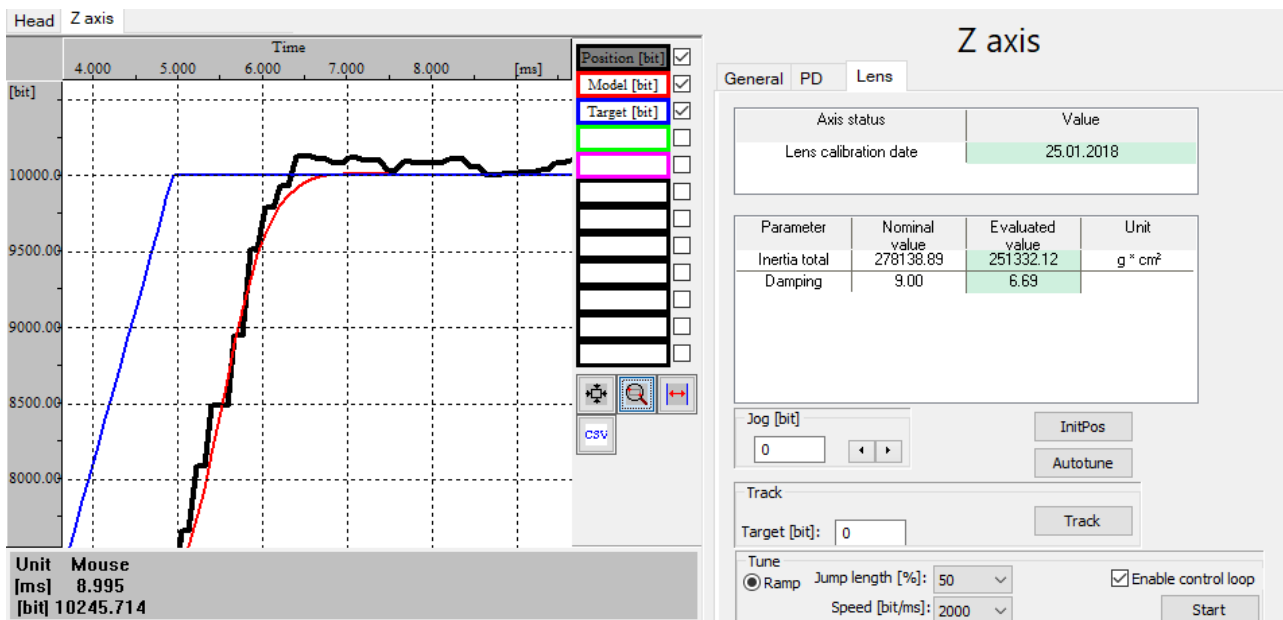 Head Z axis
Time
4.000 5.000 6.000 7.000 8.000 [ms]
[bit]
10000.0
9500.00
9000.00
8500.00
8000.00
Position [bit]
Model [bit]
Target [bit]
CSV
Unit Mouse
[ms] 8.995
[bit] 10245.714
Z axis
General PD Lens
Axis status Value
Lens calibration date 25.01.2018
Parameter Nominal value Evaluated value Unit
Inertia total 278138.89 251332.12 g * cm²
Damping 9.00 6.69
Jog [bit]
0
InitPos
Autotune
Track
Target [bit]: 0 Track
Tune
Ramp Jump length [%]: 50 Enable control loop
Speed [bit/ms]: 2000 Start